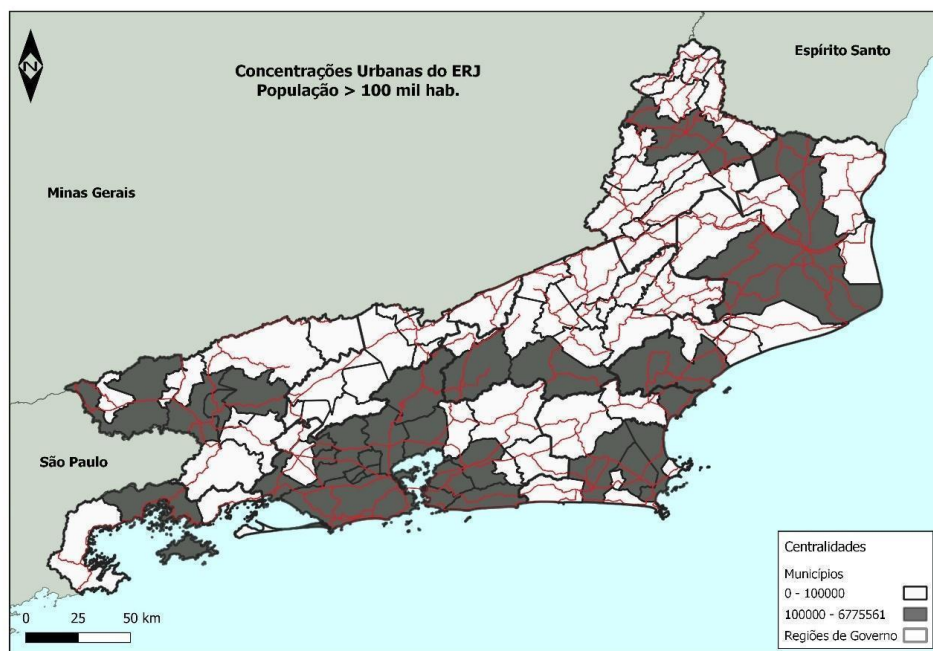 Espírito Santo
Concentrações Urbanas do ERJ
População > 100 mil hab.
N
Minas Gerais
São Paulo
0 25 50 km
Centralidades
Municípios
0 - 100000
100000 - 6775561
Regiões de Governo